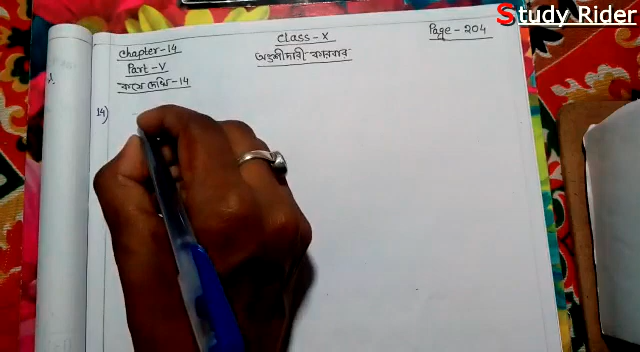 Study Rider
Class - X
Page - 204
Chapter-14
অংশীদারী কারবার
Part - V
কষে দেখি - 14
14)